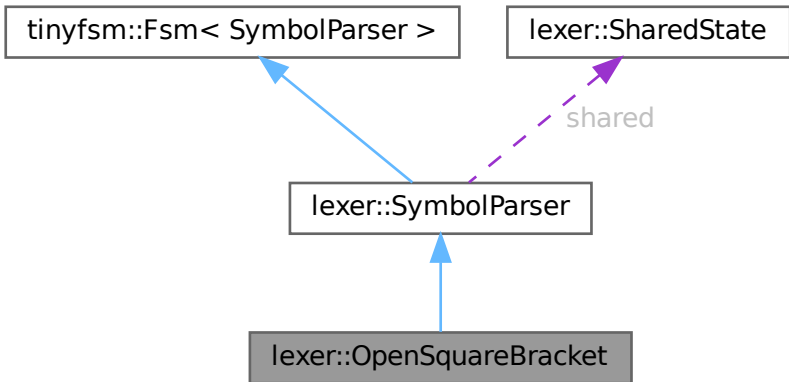 tinyfsm::Fsm< SymbolParser >
lexer::SharedState
shared
lexer::SymbolParser
lexer::OpenSquareBracket